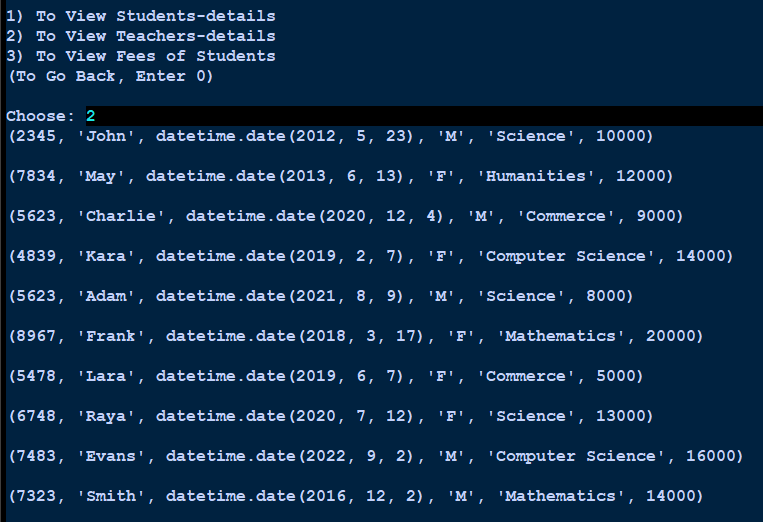 1) To View Students-details
2) To View Teachers-details
3) To View Fees of Students
(To Go Back, Enter 0)
Choose: 2
(2345, 'John', datetime.date(2012, 5, 23), 'M', 'Science', 10000)
(7834, 'May', datetime.date(2013, 6, 13), 'F', 'Humanities', 12000)
(5623, 'Charlie', datetime.date(2020, 12, 4), 'M', 'Commerce', 9000)
(4839, 'Kara', datetime.date(2019, 2, 7), 'F', 'Computer Science', 14000)
(5623, 'Adam', datetime.date(2021, 8, 9), 'M', 'Science', 8000)
(8967, 'Frank', datetime.date(2018, 3, 17), 'F', 'Mathematics', 20000)
(5478, 'Lara', datetime.date(2019, 6, 7), 'F', 'Commerce', 5000)
(6748, 'Raya', datetime.date(2020, 7, 12), 'F', 'Science', 13000)
(7483, 'Evans', datetime.date(2022, 9, 2), 'M', 'Computer Science', 16000)
(7323, 'Smith', datetime.date(2016, 12, 2), 'M', 'Mathematics', 14000)